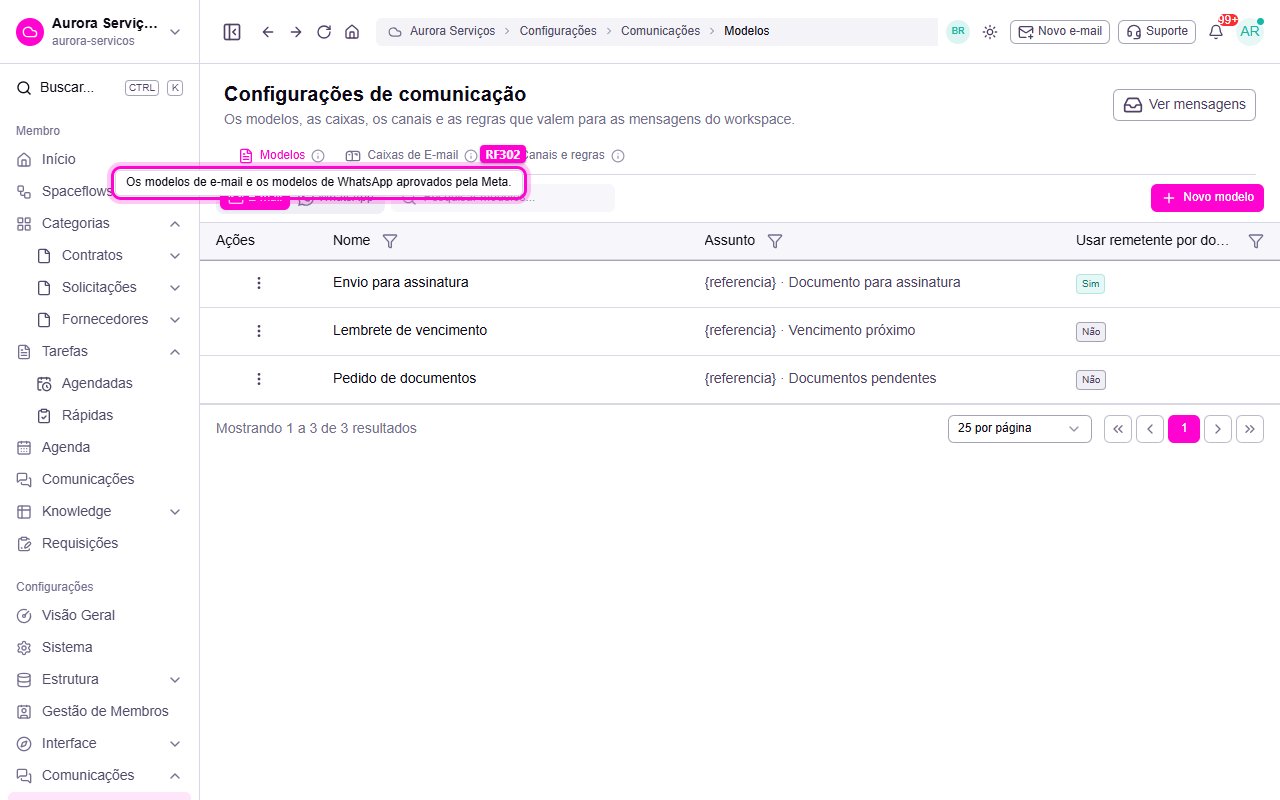 Aurora Serviç...
aurora-servicos
Aurora Serviços
Configurações
Comunicações
Modelos
BR
Novo e-mail
Suporte
99+
AR
Buscar...
CTRL
K
Membro
Início
Spaceflows
Categorias
Contratos
Solicitações
Fornecedores
Tarefas
Agendadas
Rápidas
Agenda
Comunicações
Knowledge
Requisições
Configurações
Visão Geral
Sistema
Estrutura
Gestão de Membros
Interface
Comunicações
Configurações de comunicação
Os modelos, as caixas, os canais e as regras que valem para as mensagens do workspace.
Ver mensagens
Modelos
Caixas de E-mail
RF302
anais e regras
Os modelos de e-mail e os modelos de WhatsApp aprovados pela Meta.
Novo modelo
Ações
Nome
Assunto
Usar remetente por do...
Envio para assinatura
{referencia} · Documento para assinatura
Sim
Lembrete de vencimento
{referencia} · Vencimento próximo
Não
Pedido de documentos
{referencia} · Documentos pendentes
Não
Mostrando 1 a 3 de 3 resultados
25 por página
1